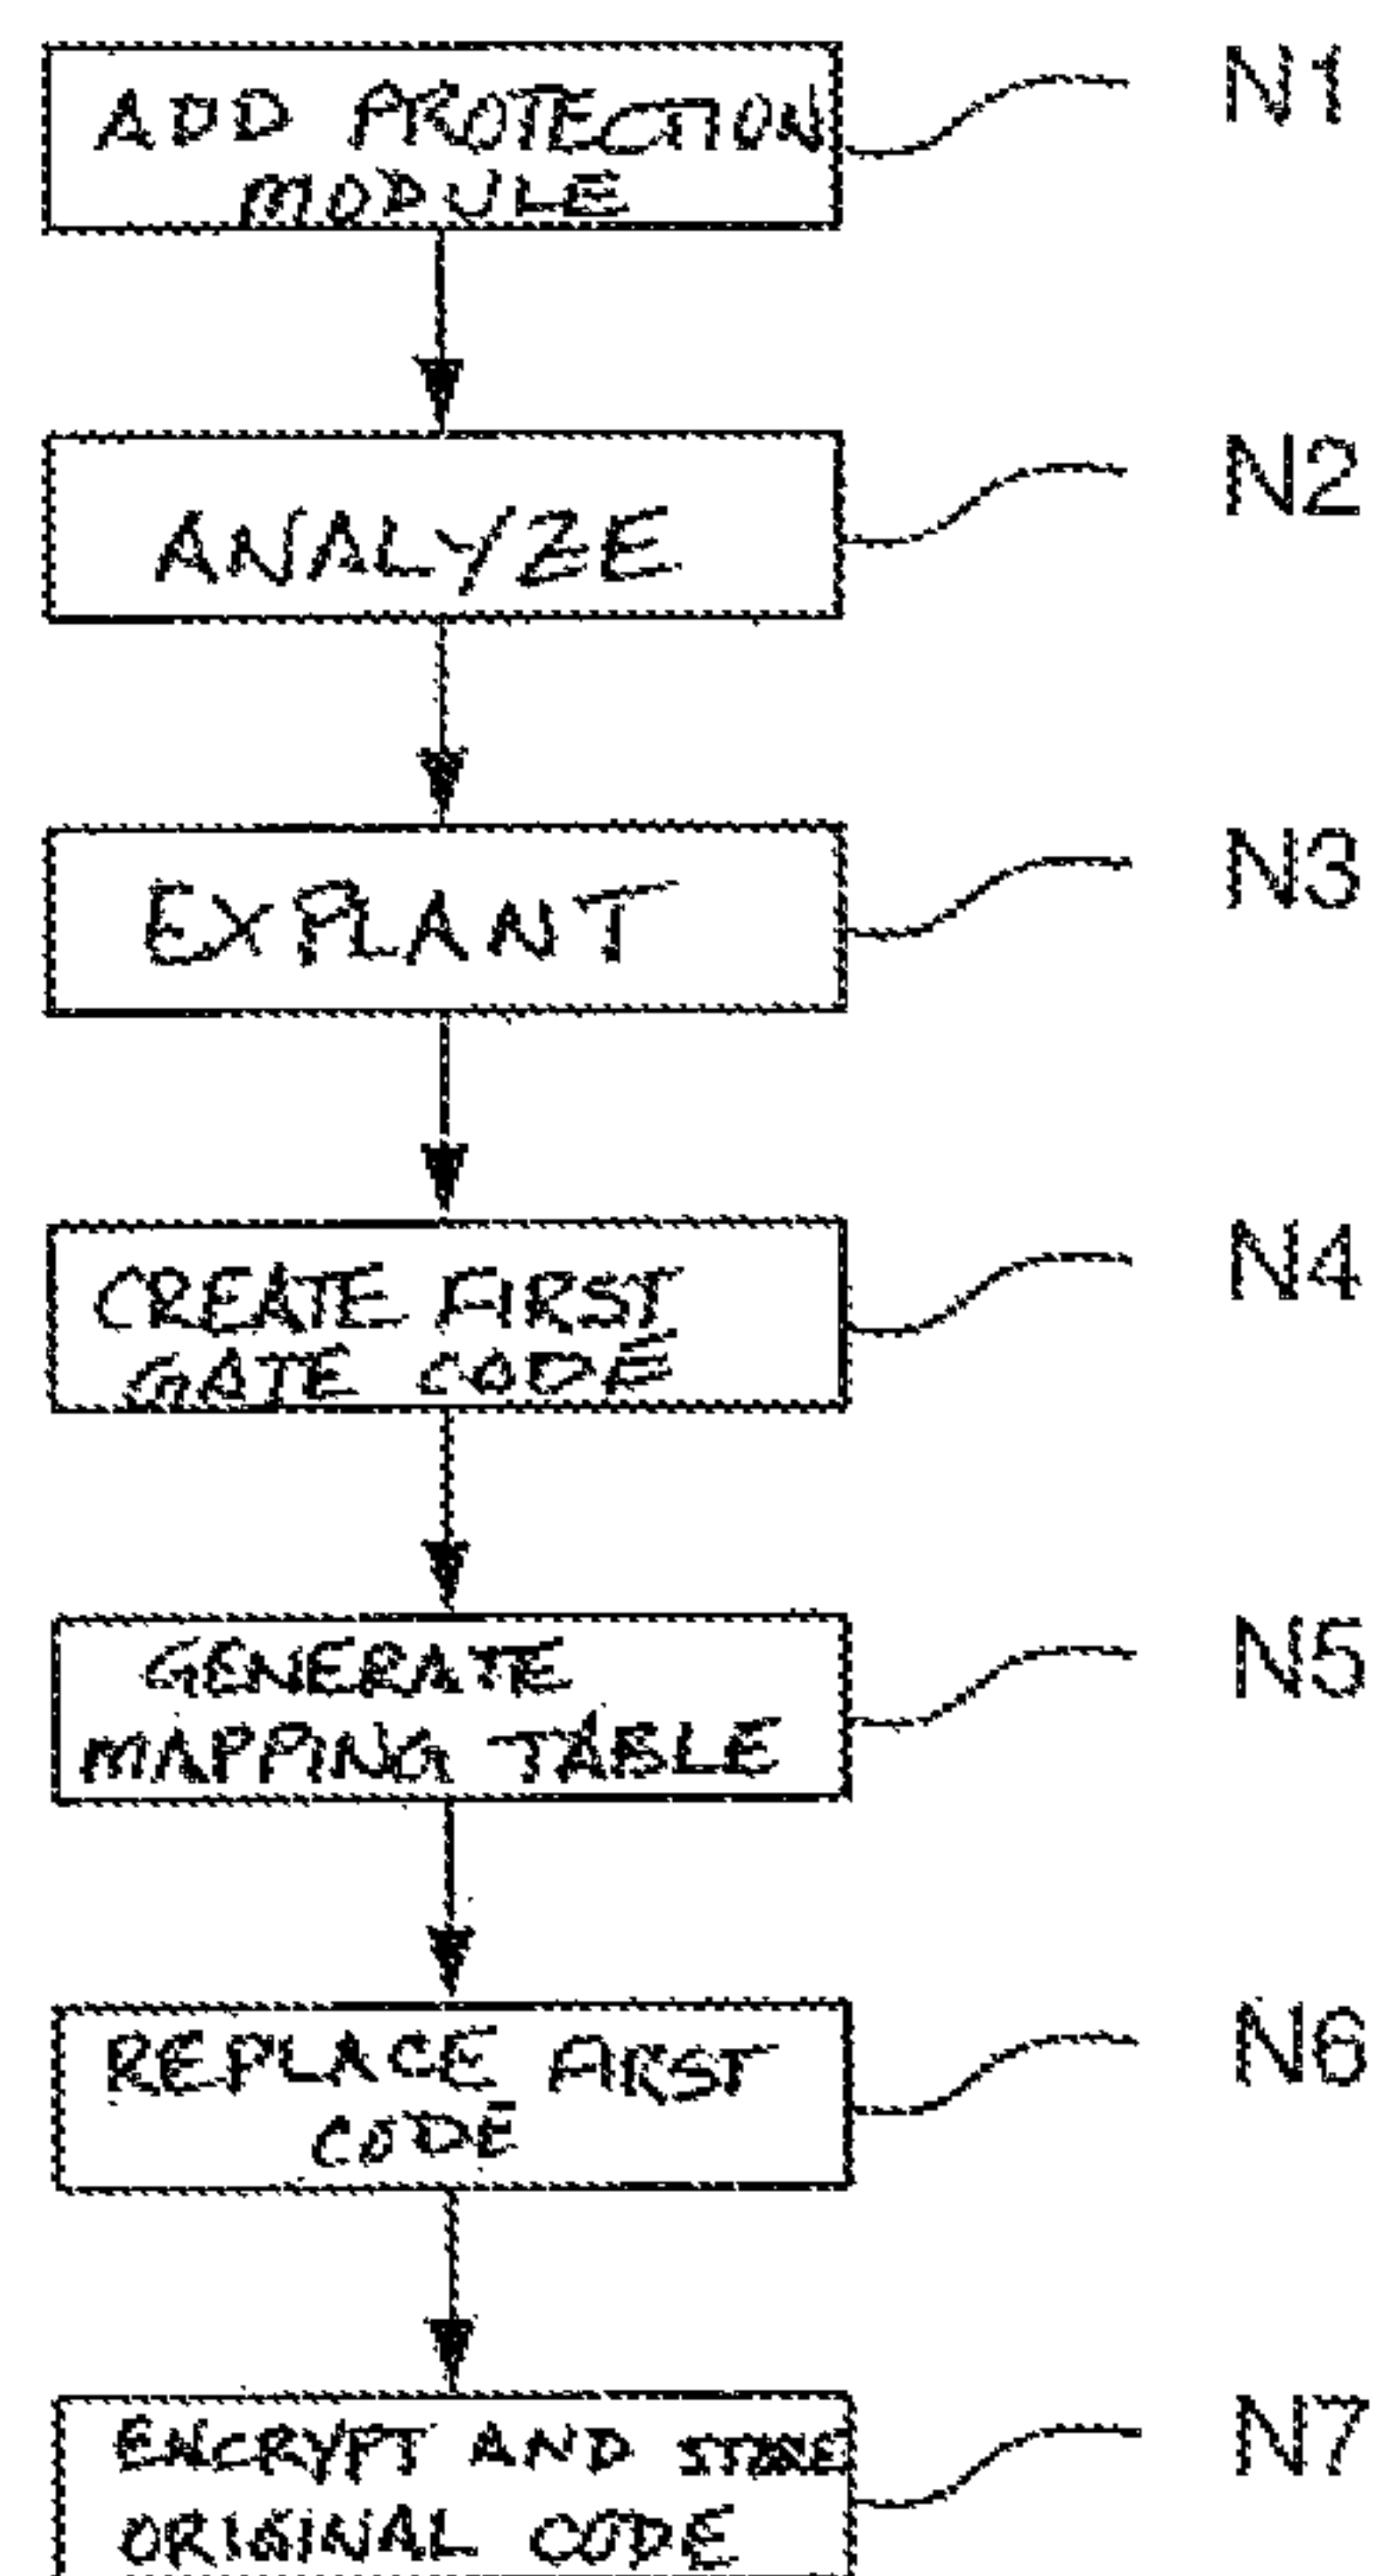 ADD PROTECTION
MODULE
N1
ANALYZE
N2
EXPLANT
N3
CREATE FIRST
GATE CODE
N4
GENERATE
MAPPING TABLE
N5
REPLACE FIRST
CODE
N6
ENCRYPT AND STORE
ORIGINAL CODE
N7